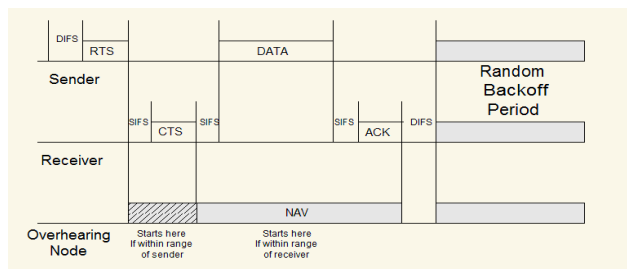 DIFS
RTS
DATA
Sender
Random
Backoff
Period
SIFS
CTS
SIFS
SIFS
ACK
DIFS
Receiver
NAV
Overhearing
Node
Starts here
If within range
of sender
Starts here
If within range
of receiver